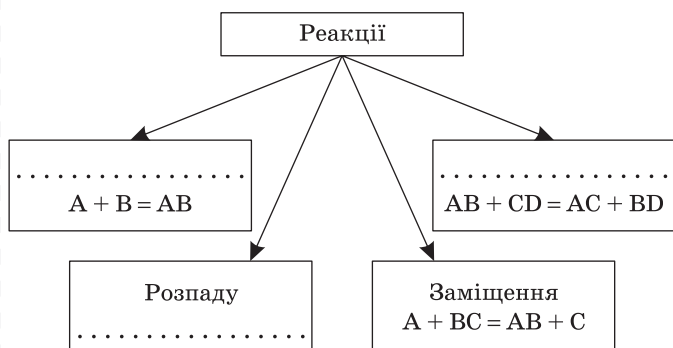 Реакції
. . . . . . . . . . . . . . . . .
A + B = AB
. . . . . . . . . . . . . . . . .
AB + CD = AC + BD
Розпаду
. . . . . . . . . . . . . . . . .
Заміщення
A + BC = AB + C